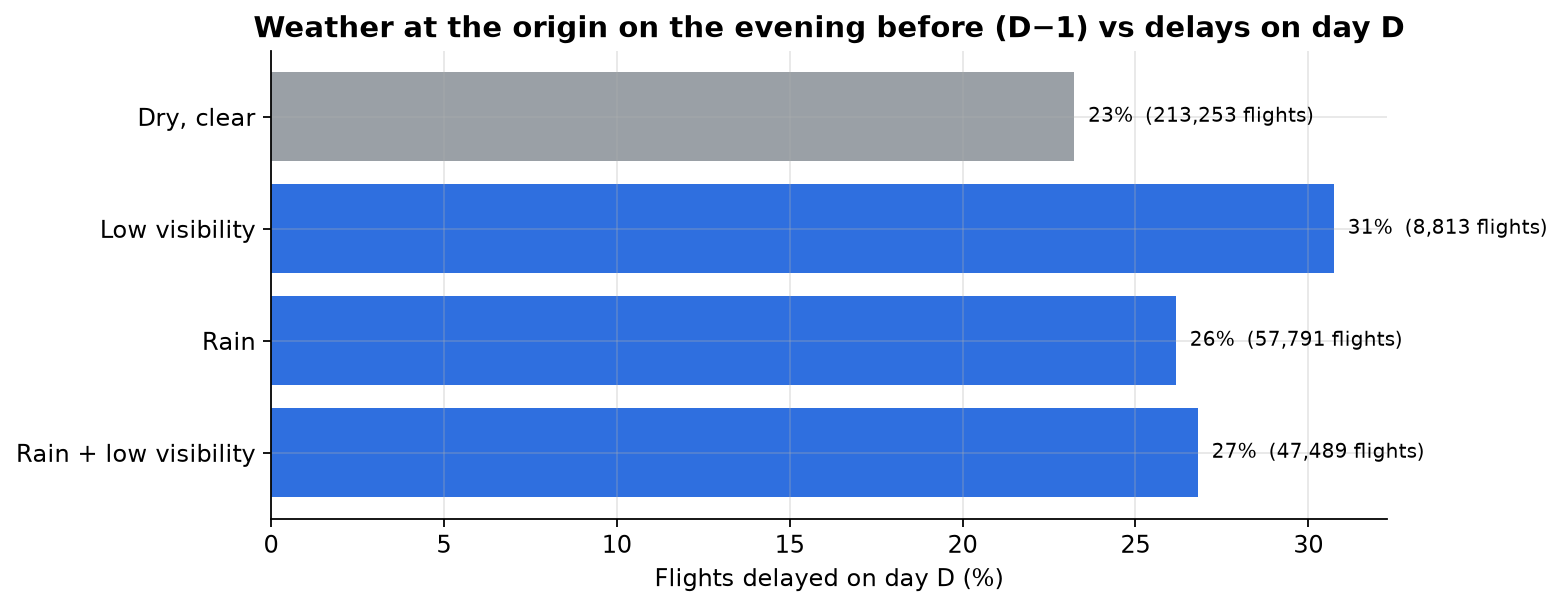 Weather at the origin on the evening before (D−1) vs delays on day D
Dry, clear
23% (213,253 flights)
Low visibility
31% (8,813 flights)
Rain
26% (57,791 flights)
Rain + low visibility
27% (47,489 flights)
0 5 10 15 20 25 30
Flights delayed on day D (%)